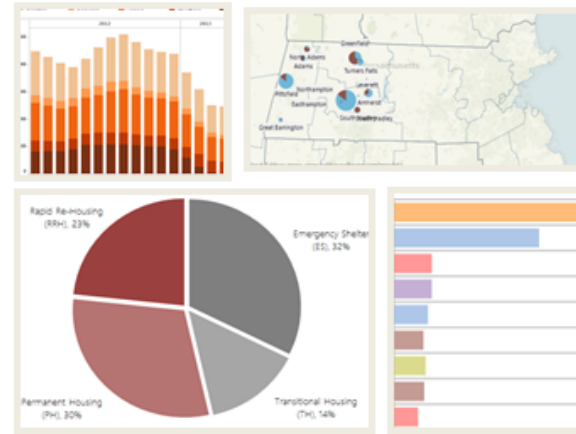 2012
2013
Greenfield
North Adams
Adams
Turners Falls
Leverett
Northampton
Pittsfield
Amherst
Easthampton
Great Barrington
Rapid Re-Housing
(RRH), 23%
Emergency Shelter
(ES), 32%
Permanent Housing
(PH), 30%
Transitional Housing
(TH), 14%